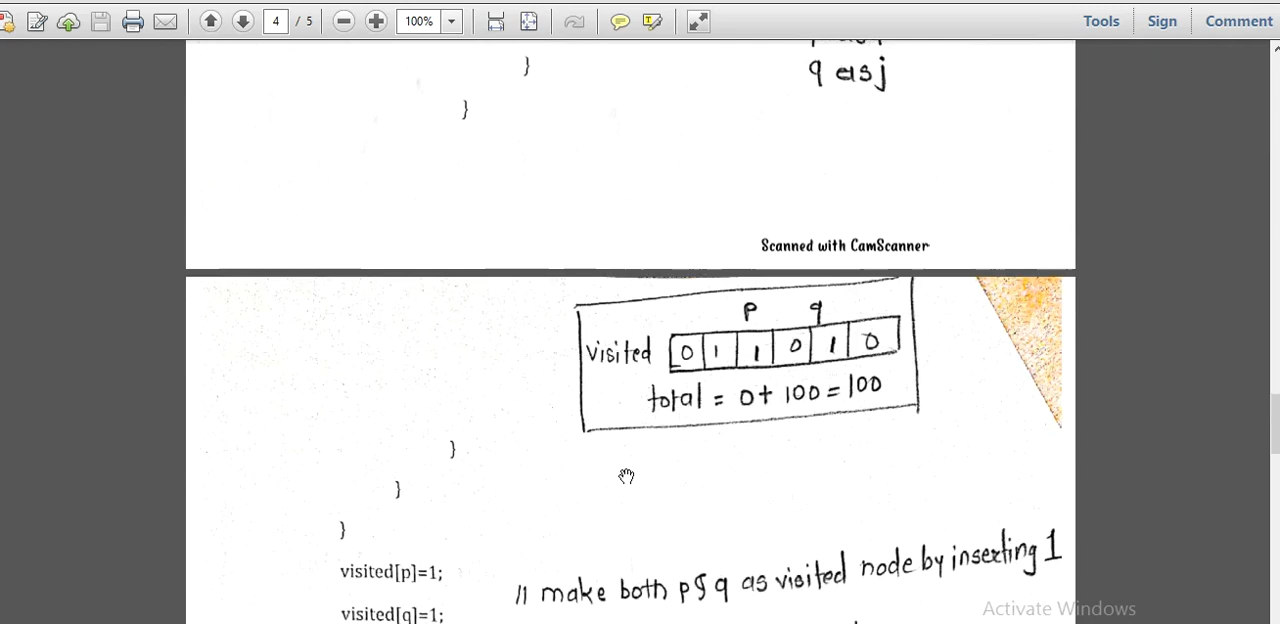 4 / 5
100%
Tools
Sign
Comment
}
q as j
}
Scanned with CamScanner
p q
visited 0 1 1 0 1 0
total = 0 + 100 = 100
}
}
}
visited[p]=1;
// make both p & q as visited node by inserting 1
visited[q]=1;
Activate Windows